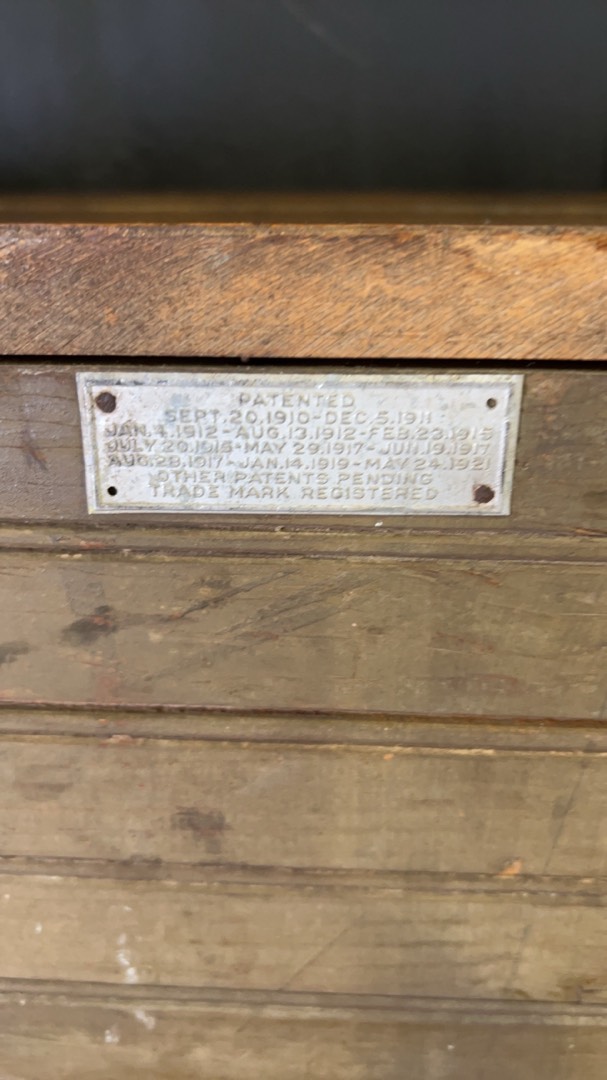 PATENTED
SEPT.20.1910-DEC.5.1911
JAN.4.1912-AUG.13.1912-FEB.23.1915
JULY 20.1915-MAY 29.1917-JUN.19.1917
AUG.28.1917-JAN.14.1919-MAY 24.1921
OTHER PATENTS PENDING
TRADE MARK REGISTERED